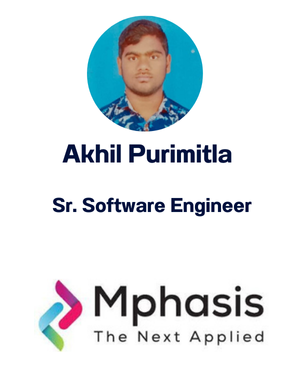 Akhil Purimitla
Sr. Software Engineer
Mphasis
The Next Applied